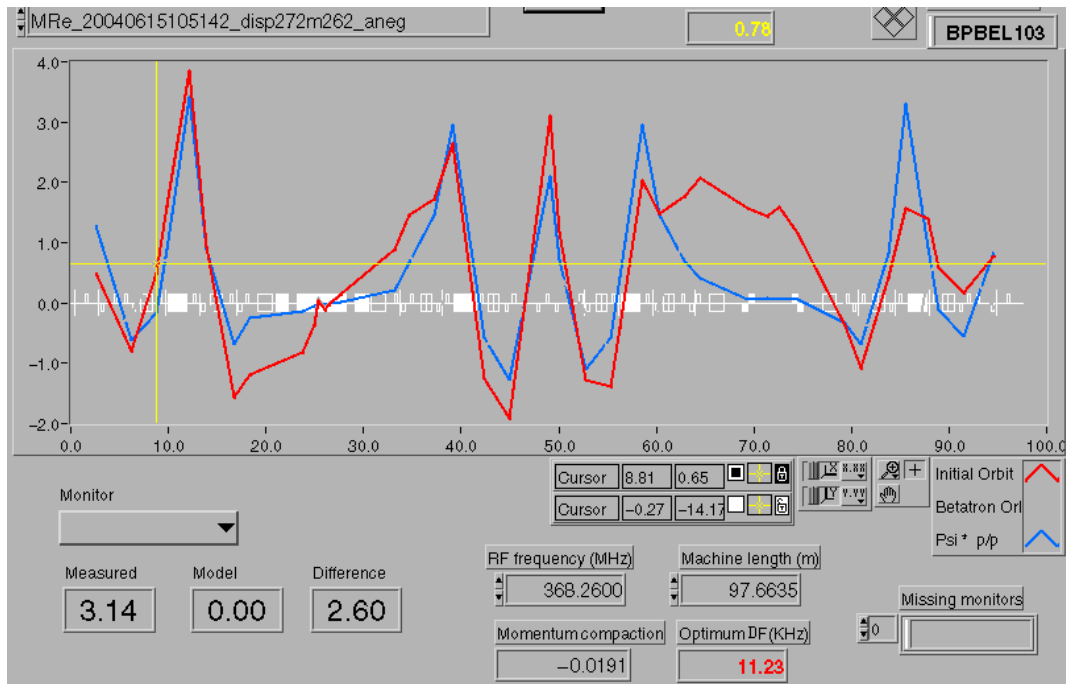 MRe_20040615105142_disp272m262_aneg
0.78
BPBEL103
4.0
3.0
2.0
1.0
0.0
-1.0
-2.0
0.0 10.0 20.0 30.0 40.0 50.0 60.0 70.0 80.0 90.0 100.0
Cursor 8.81 0.65
Cursor -0.27 -14.17
X 8.88
Y Y.YY
Initial Orbit
Betatron Orl
Psi * p/p
Monitor
Measured Model Difference
3.14 0.00 2.60
RF frequency (MHz) Machine length (m)
368.2600 97.6635
Momentum compaction Optimum DF(KHz)
-0.0191 11.23
Missing monitors
0